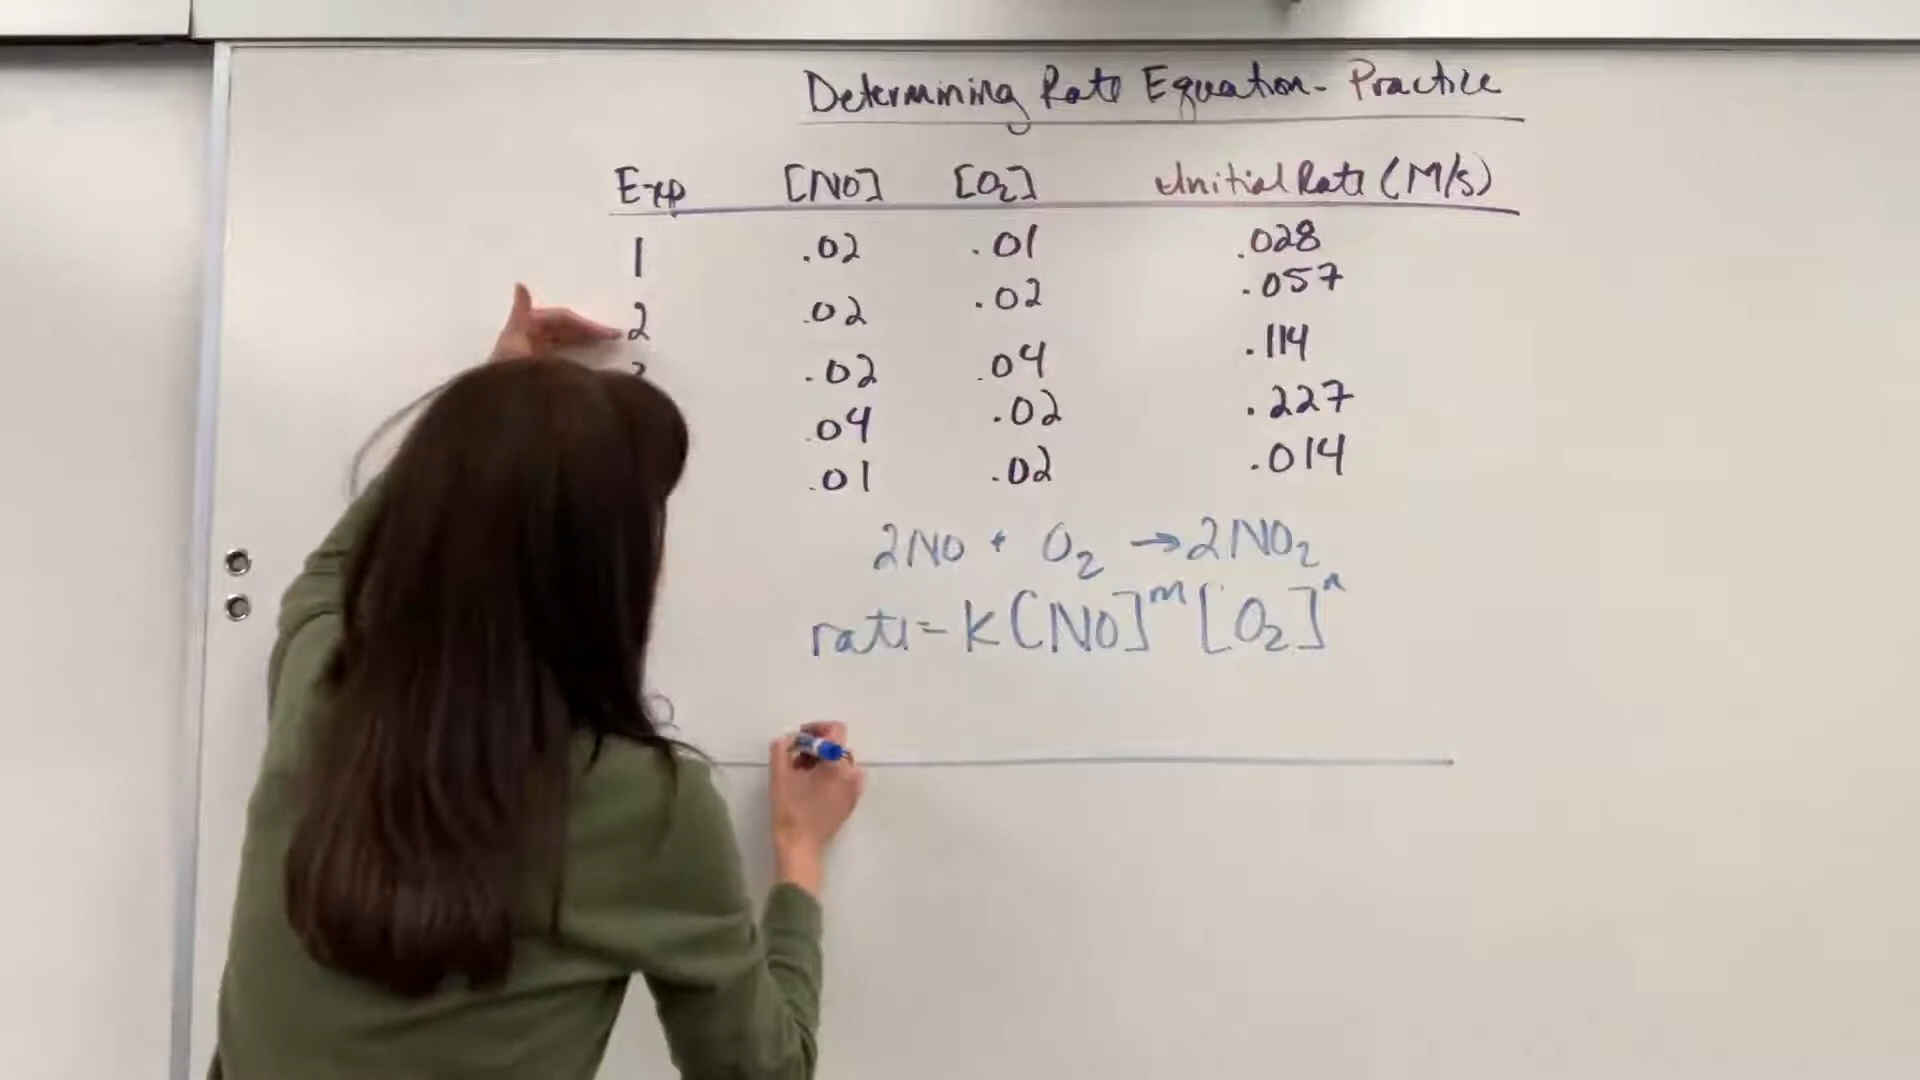 Determining Rate Equation - Practice
Exp [NO] [O2] Initial Rate (M/s)
1 .02 .01 .028
2 .02 .02 .057
.02 .04 .114
.04 .02 .227
.01 .02 .014
2NO + O2 → 2NO2
rate = k[NO]^m [O2]^n